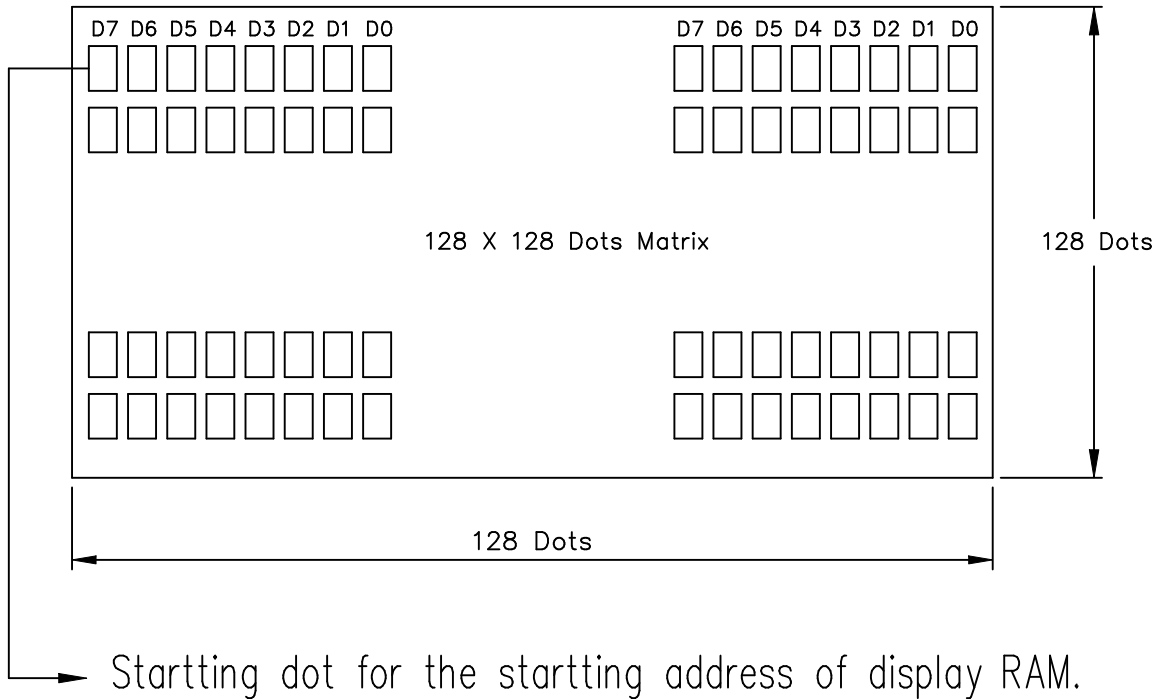 D7 D6 D5 D4 D3 D2 D1 D0 D7 D6 D5 D4 D3 D2 D1 D0
128 X 128 Dots Matrix
128 Dots
128 Dots
Startting dot for the startting address of display RAM.